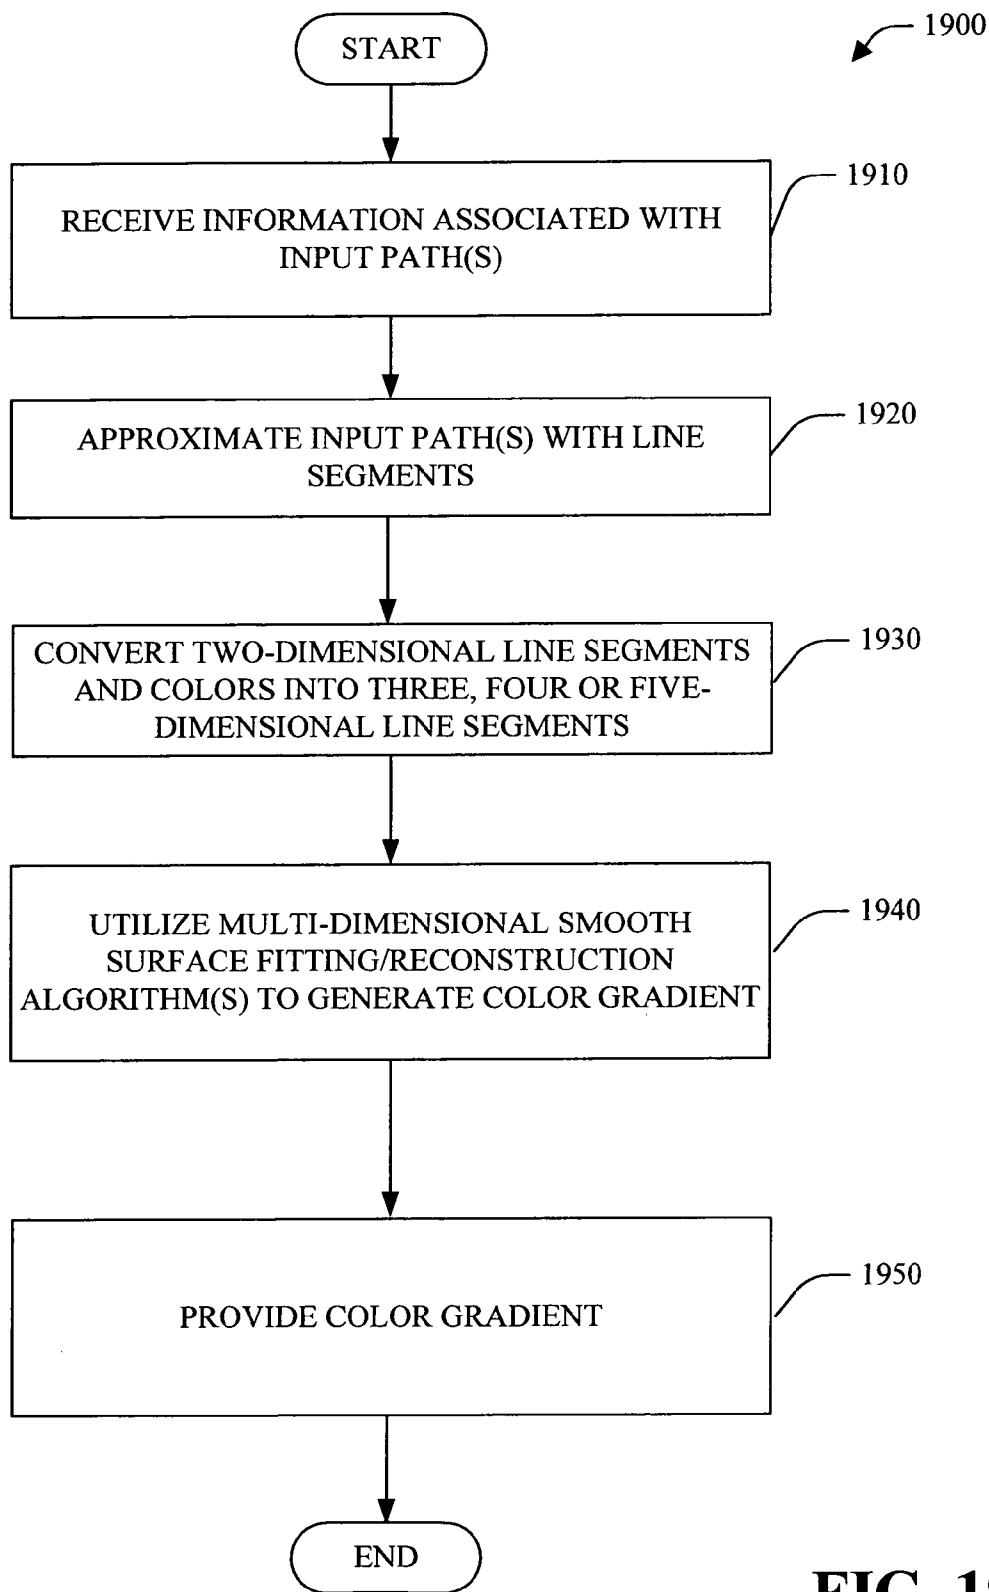 START
1900
1910
RECEIVE INFORMATION ASSOCIATED WITH
INPUT PATH(S)
1920
APPROXIMATE INPUT PATH(S) WITH LINE
SEGMENTS
1930
CONVERT TWO-DIMENSIONAL LINE SEGMENTS
AND COLORS INTO THREE, FOUR OR FIVE-
DIMENSIONAL LINE SEGMENTS
1940
UTILIZE MULTI-DIMENSIONAL SMOOTH
SURFACE FITTING/RECONSTRUCTION
ALGORITHM(S) TO GENERATE COLOR GRADIENT
1950
PROVIDE COLOR GRADIENT
END
FIG.